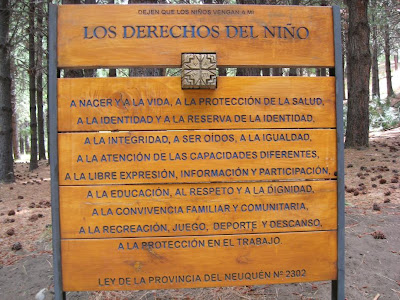 DEJEN QUE LOS NIÑOS VENGAN A MI
LOS DERECHOS DEL NIÑO
A NACER Y A LA VIDA, A LA PROTECCIÓN DE LA SALUD,
A LA IDENTIDAD Y A LA RESERVA DE LA IDENTIDAD,
A LA INTEGRIDAD, A SER OÍDOS, A LA IGUALDAD,
A LA ATENCIÓN DE LAS CAPACIDADES DIFERENTES,
A LA LIBRE EXPRESIÓN, INFORMACIÓN Y PARTICIPACIÓN,
A LA EDUCACIÓN, AL RESPETO Y A LA DIGNIDAD,
A LA CONVIVENCIA FAMILIAR Y COMUNITARIA,
A LA RECREACIÓN, JUEGO, DEPORTE Y DESCANSO,
A LA PROTECCIÓN EN EL TRABAJO
LEY DE LA PROVINCIA DEL NEUQUÉN Nº 2302